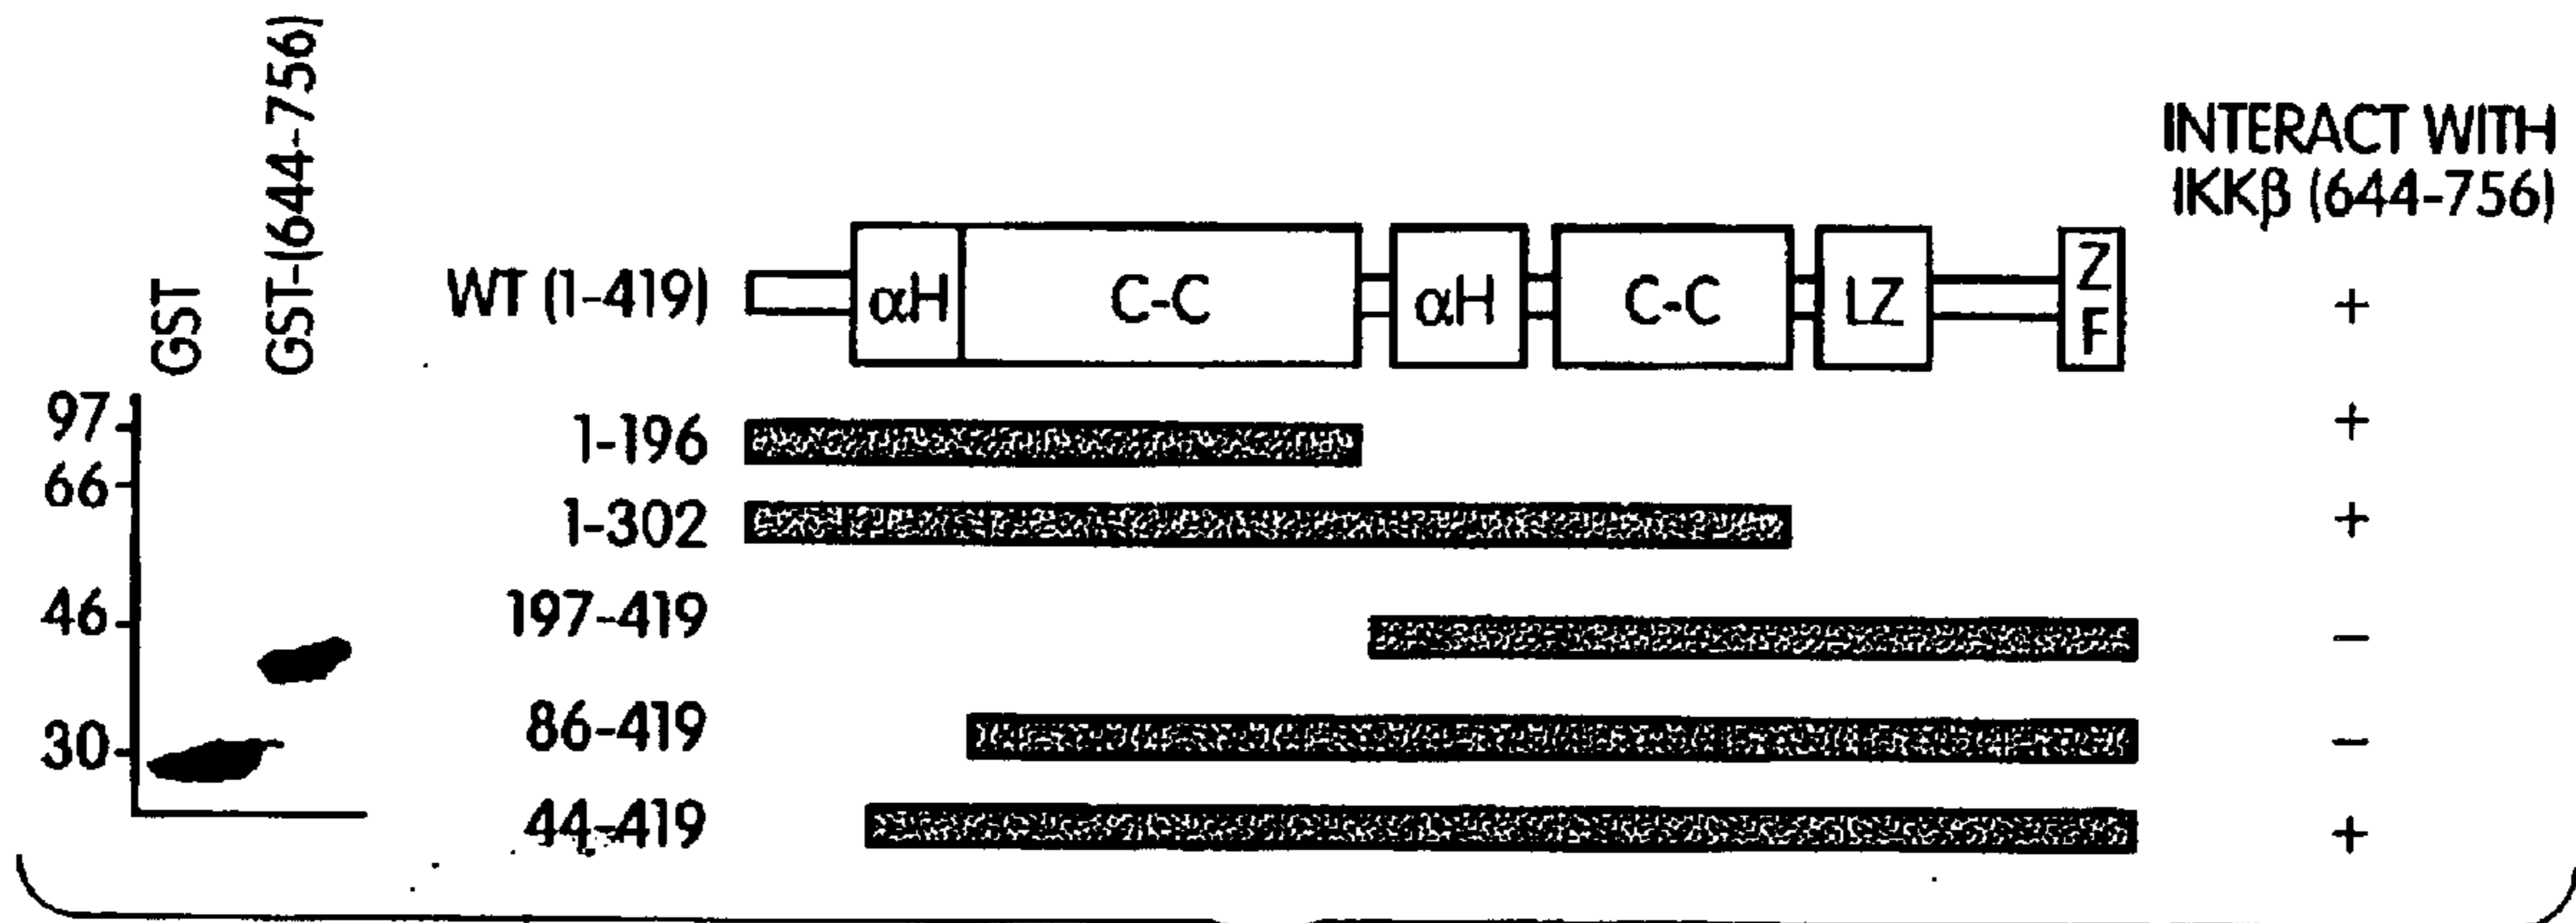 GST
GST-(644-756)
97
66
46
30
INTERACT WITH
IKKβ (644-756)
WT (1-419)
αH
C-C
αH
C-C
LZ
Z
F
+
1-196
+
1-302
+
197-419
−
86-419
−
44-419
+